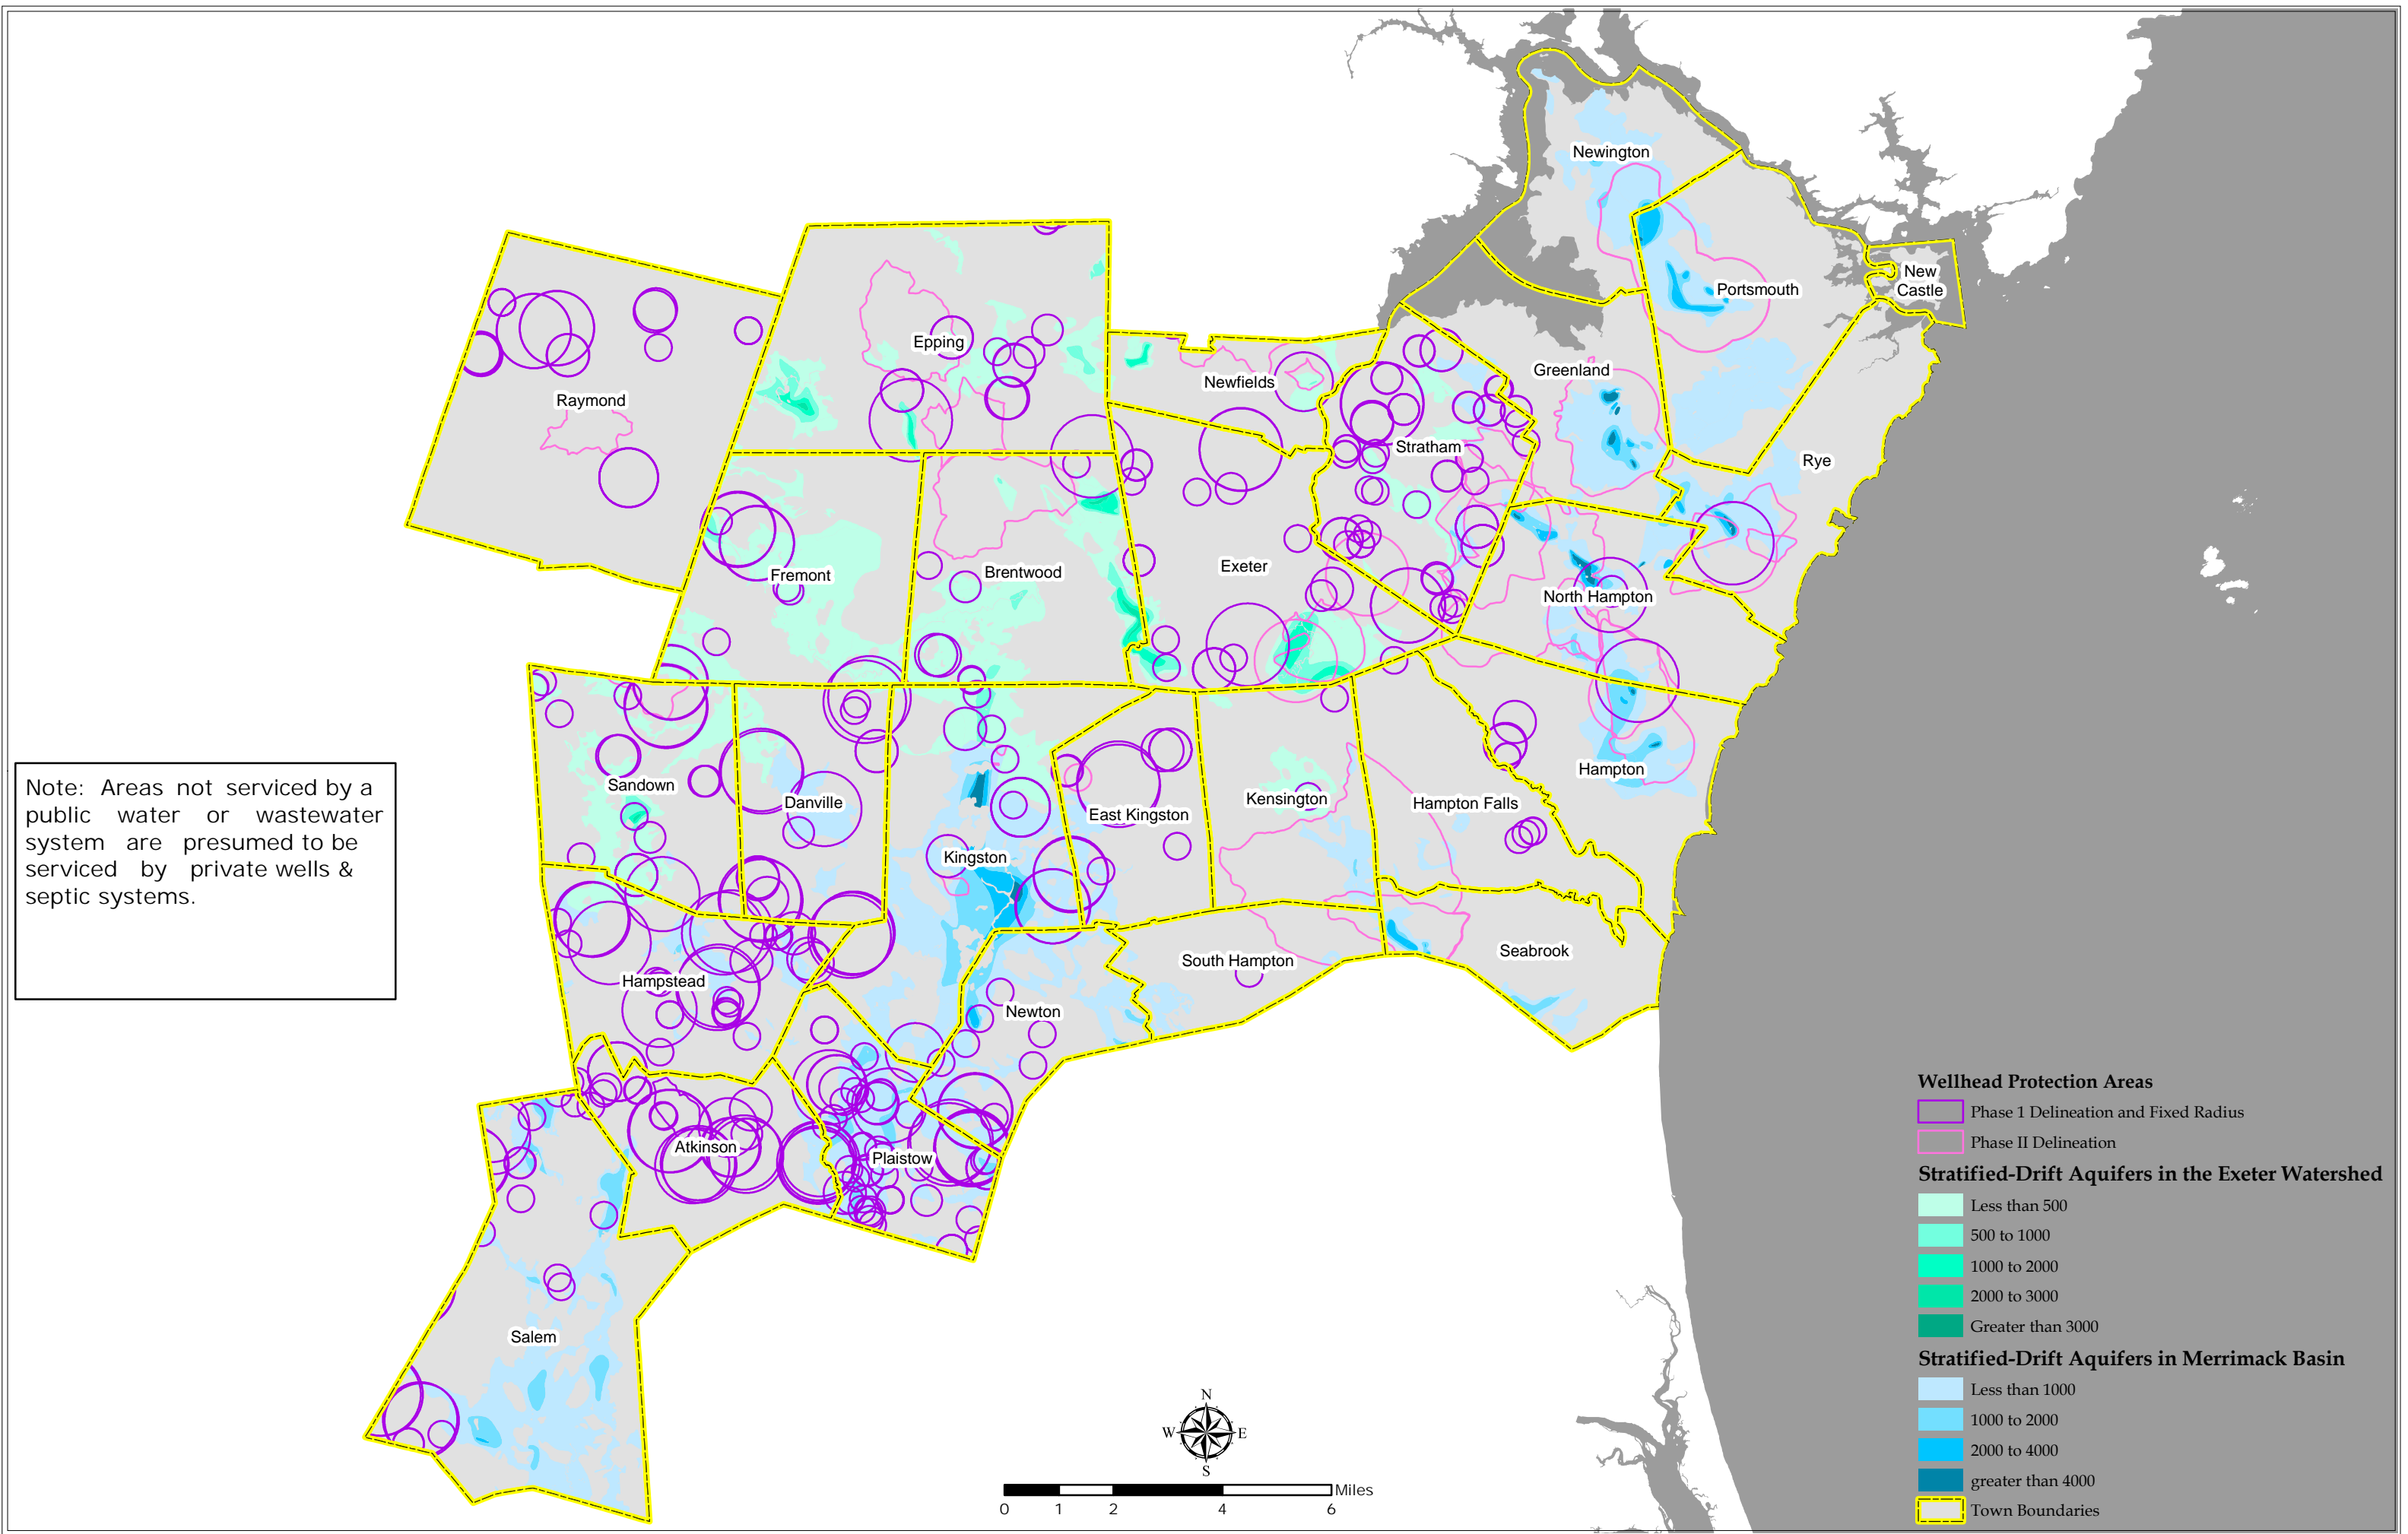 Newington
New
Castle
Portsmouth
Epping
Greenland
Newfields
Raymond
Stratham
Rye
Exeter
Brentwood
Fremont
North Hampton
Note: Areas not serviced by a
public water or wastewater
system are presumed to be
serviced by private wells &
septic systems.
Sandown
Danville
East Kingston
Kensington
Hampton Falls
Hampton
Kingston
Hampstead
South Hampton
Seabrook
Newton
Atkinson
Plaistow
Salem
N
W
E
S
Miles
0 1 2 4 6
Wellhead Protection Areas
Phase 1 Delineation and Fixed Radius
Phase II Delineation
Stratified-Drift Aquifers in the Exeter Watershed
Less than 500
500 to 1000
1000 to 2000
2000 to 3000
Greater than 3000
Stratified-Drift Aquifers in Merrimack Basin
Less than 1000
1000 to 2000
2000 to 4000
greater than 4000
Town Boundaries